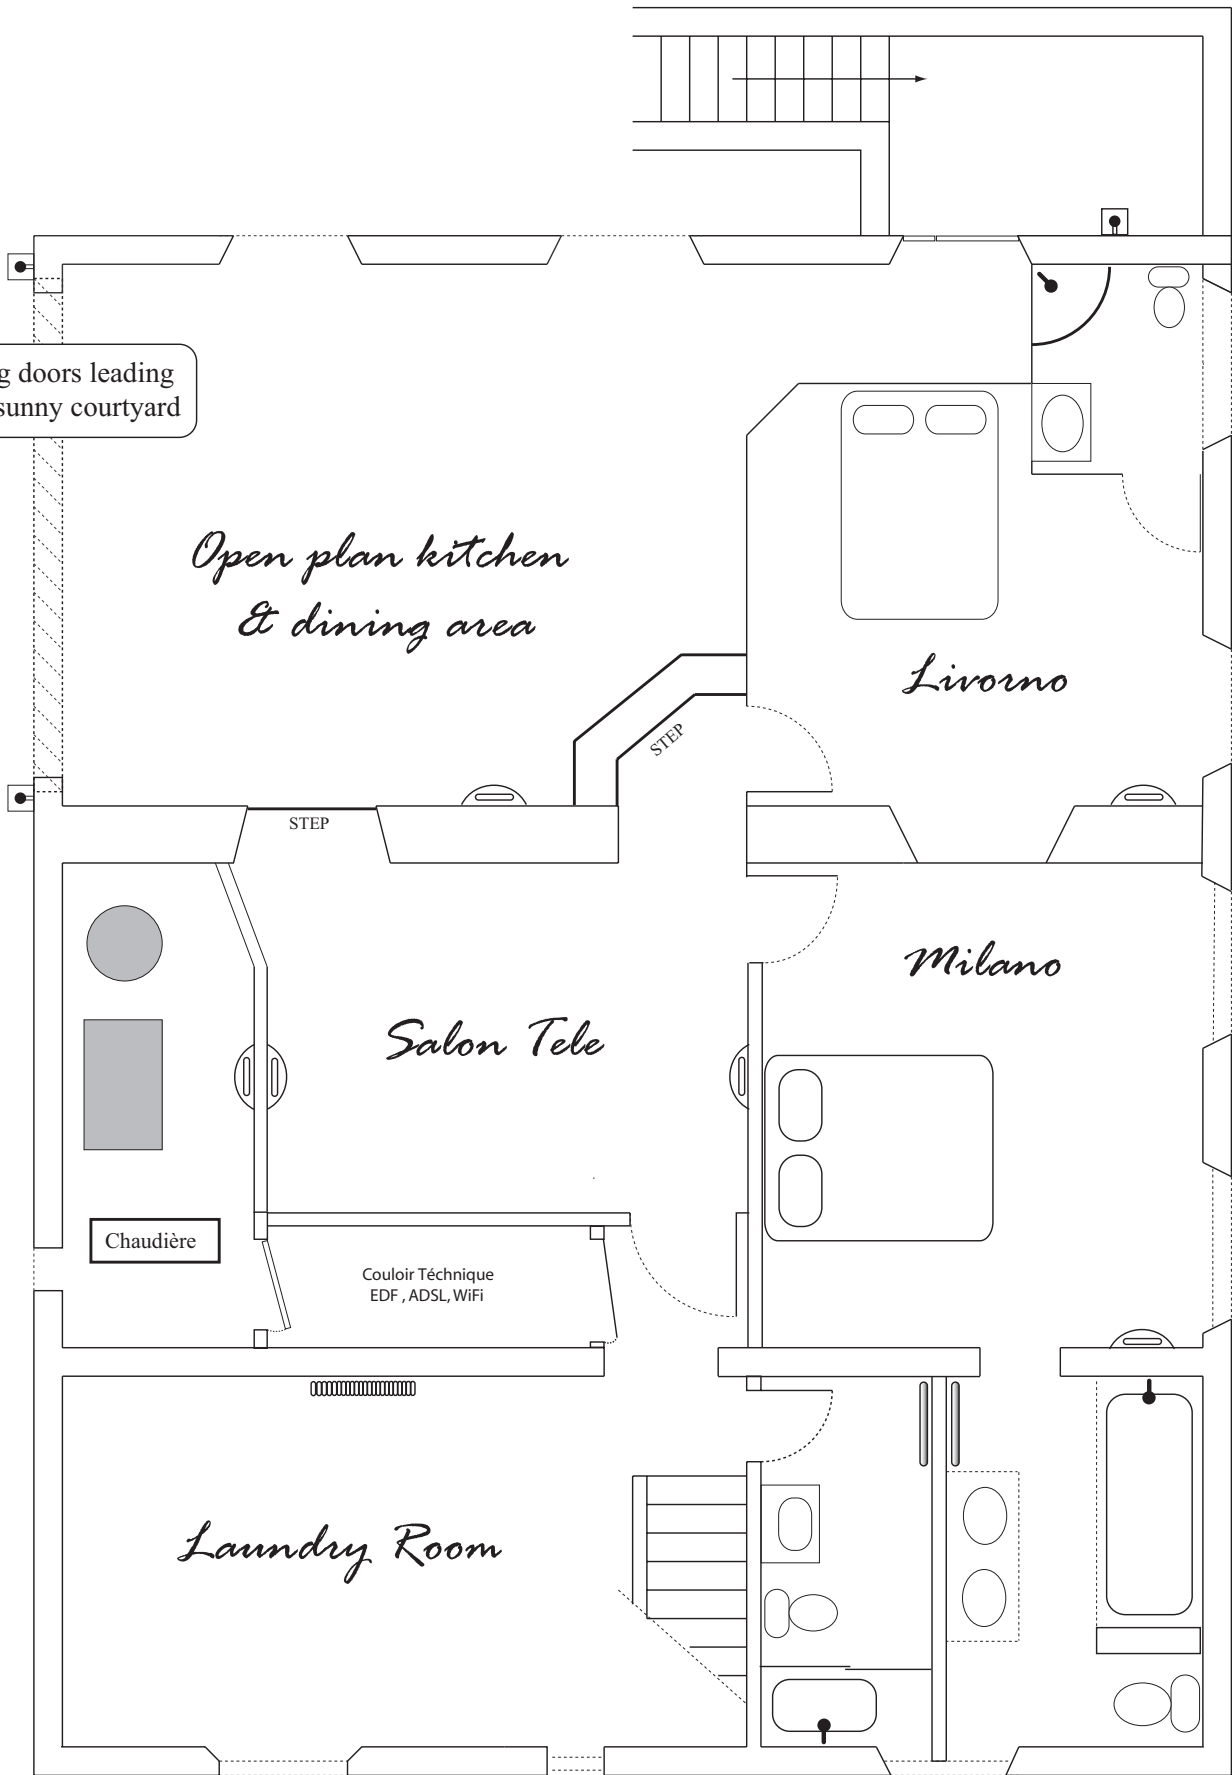 g doors leading
sunny courtyard
Open plan kitchen
& dining area
Livorno
STEP
STEP
Milano
Salon Tele
Chaudière
Couloir Téchnique
EDF , ADSL, WiFi
Laundry Room